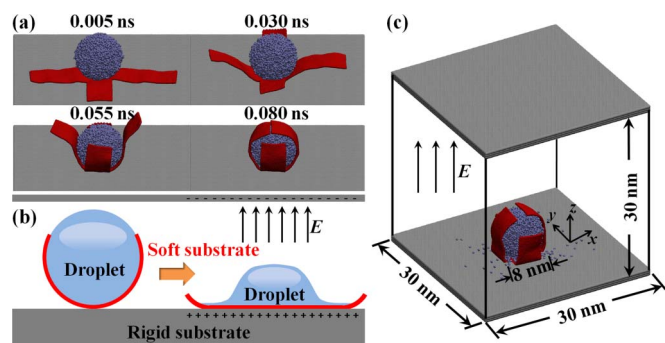 (a)
0.005 ns
0.030 ns
0.055 ns
0.080 ns
- - - - - - - - - - - - - - - - -
E
(b)
Droplet
Soft substrate
Droplet
+ + + + + + + + + + + + + + + + +
Rigid substrate
(c)
E
30 nm
z
y
x
8 nm
30 nm
30 nm